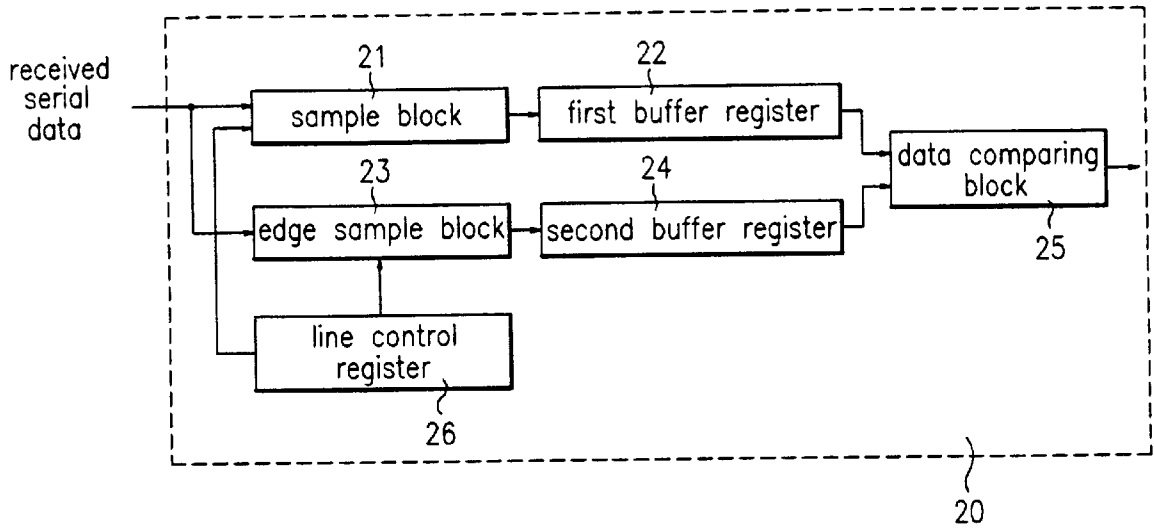 received
serial
data
21
sample block
22
first buffer register
23
edge sample block
24
second buffer register
data comparing
block
25
line control
register
26
20